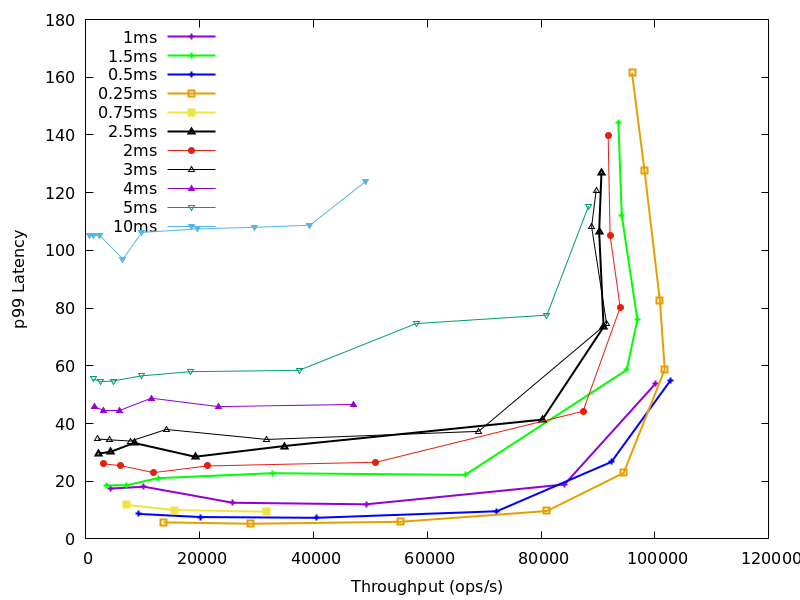 180
160
140
120
100
80
60
40
20
0
p99 Latency
1ms
1.5ms
0.5ms
0.25ms
0.75ms
2.5ms
2ms
3ms
4ms
5ms
10ms
0 20000 40000 60000 80000 100000 120000
Throughput (ops/s)